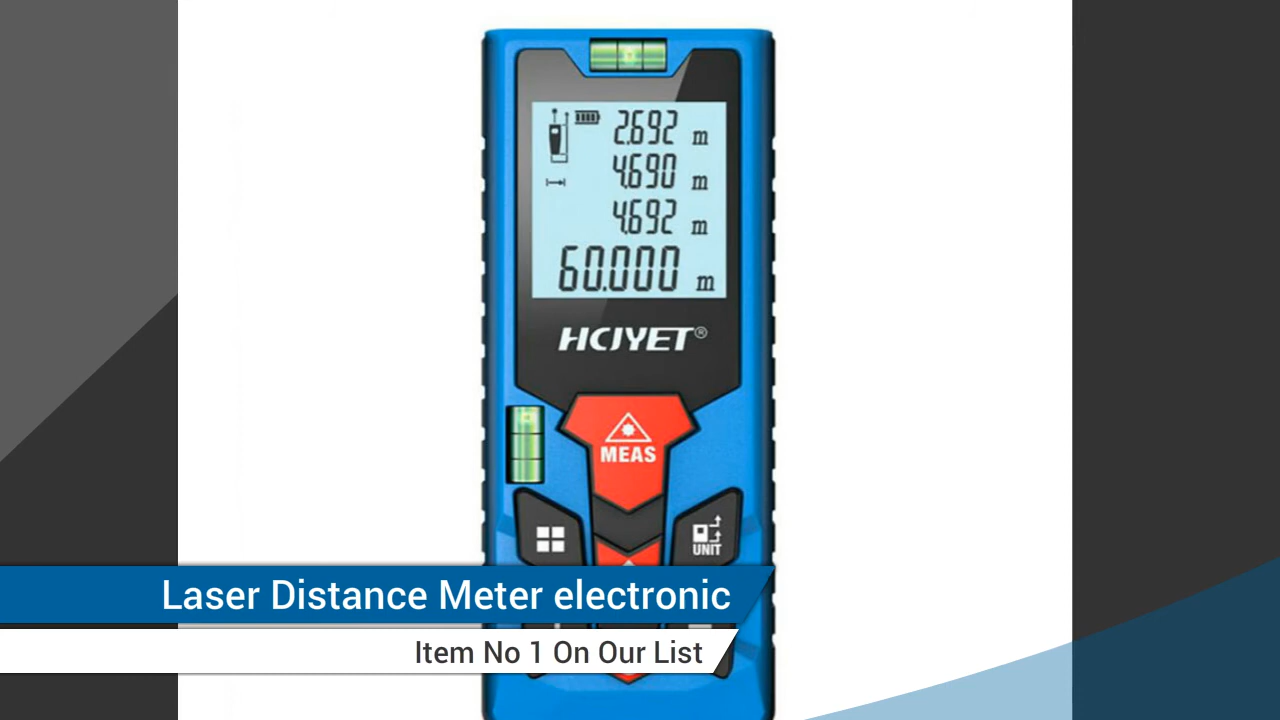 2.692 m
4.690 m
4.692 m
60.000 m
HCJYET®
MEAS
UNIT
Laser Distance Meter electronic
Item No 1 On Our List